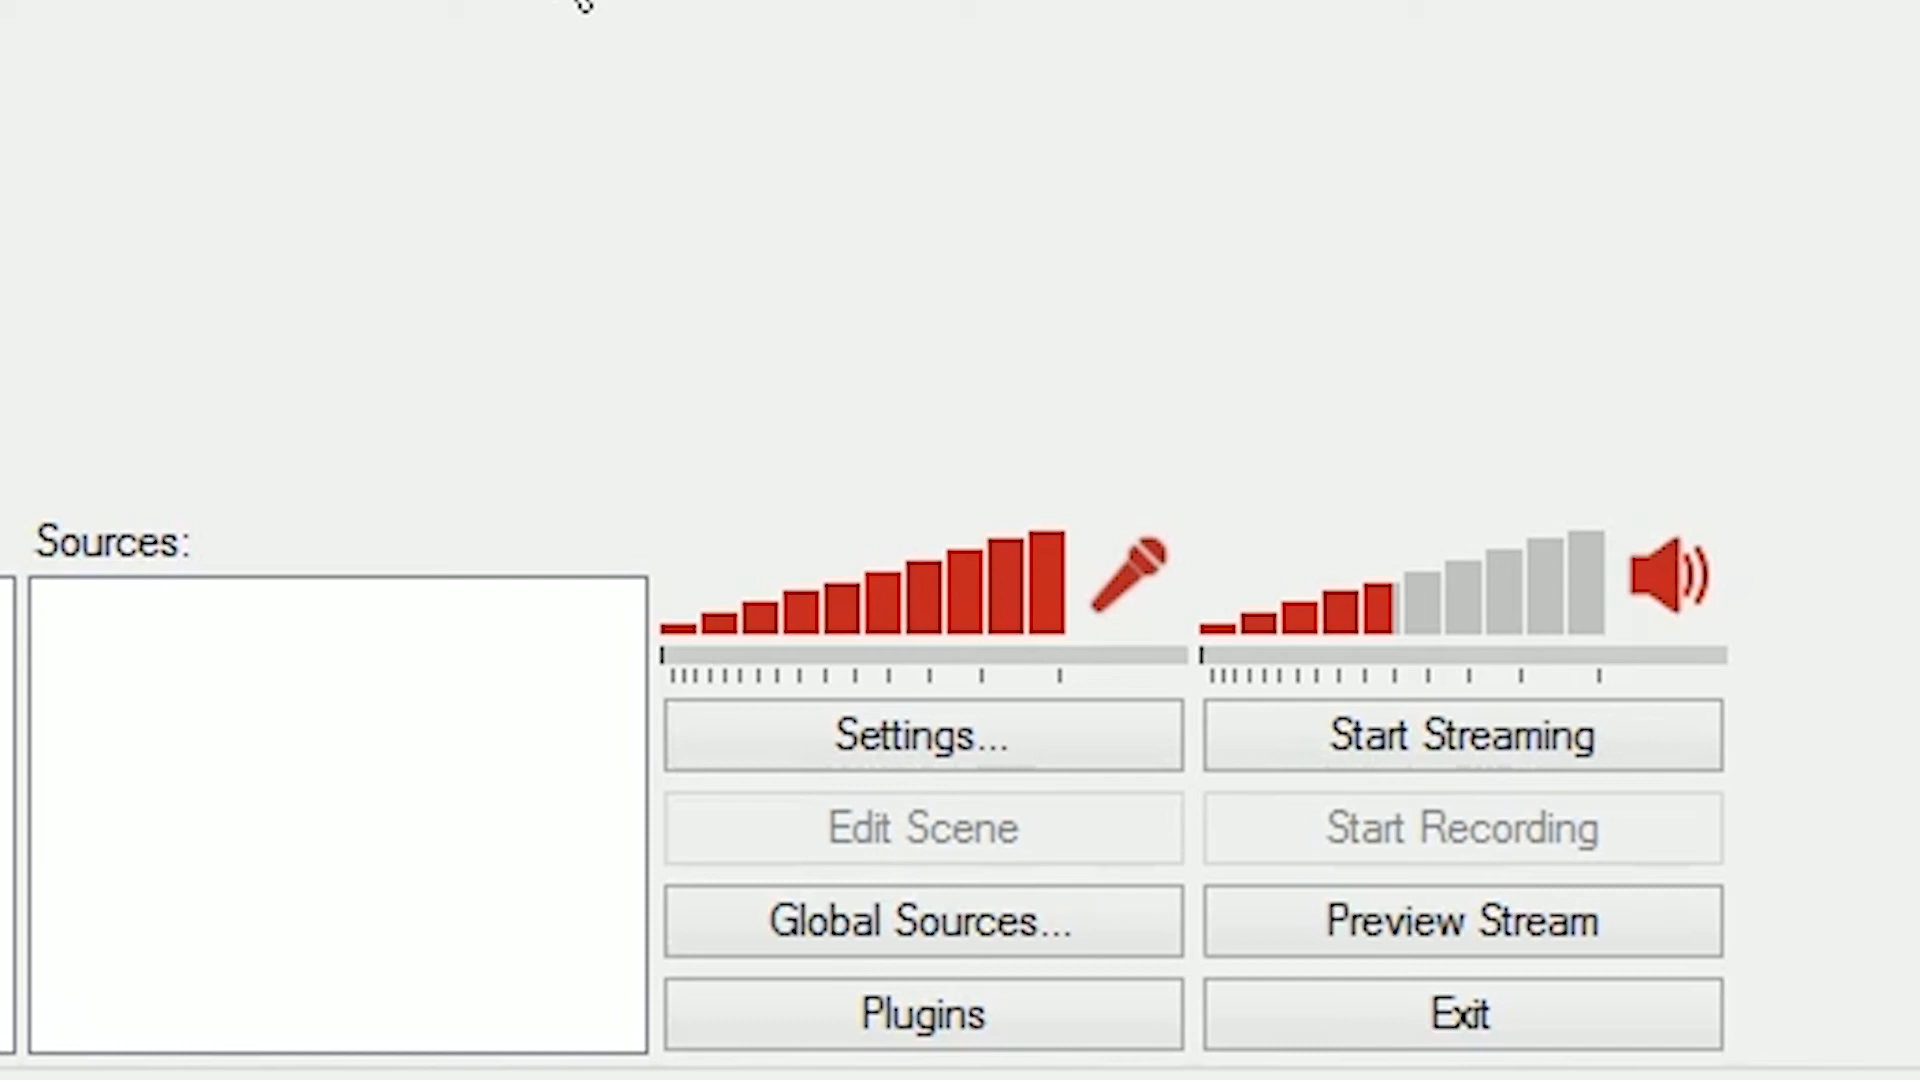 Sources:
Settings...
Start Streaming
Edit Scene
Start Recording
Global Sources...
Preview Stream
Plugins
Exit